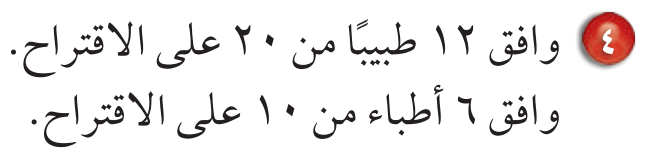 ٤ وافق ١٢ طبيبًا من ٢٠ على الاقتراح.
وافق ٦ أطباء من ١٠ على الاقتراح.